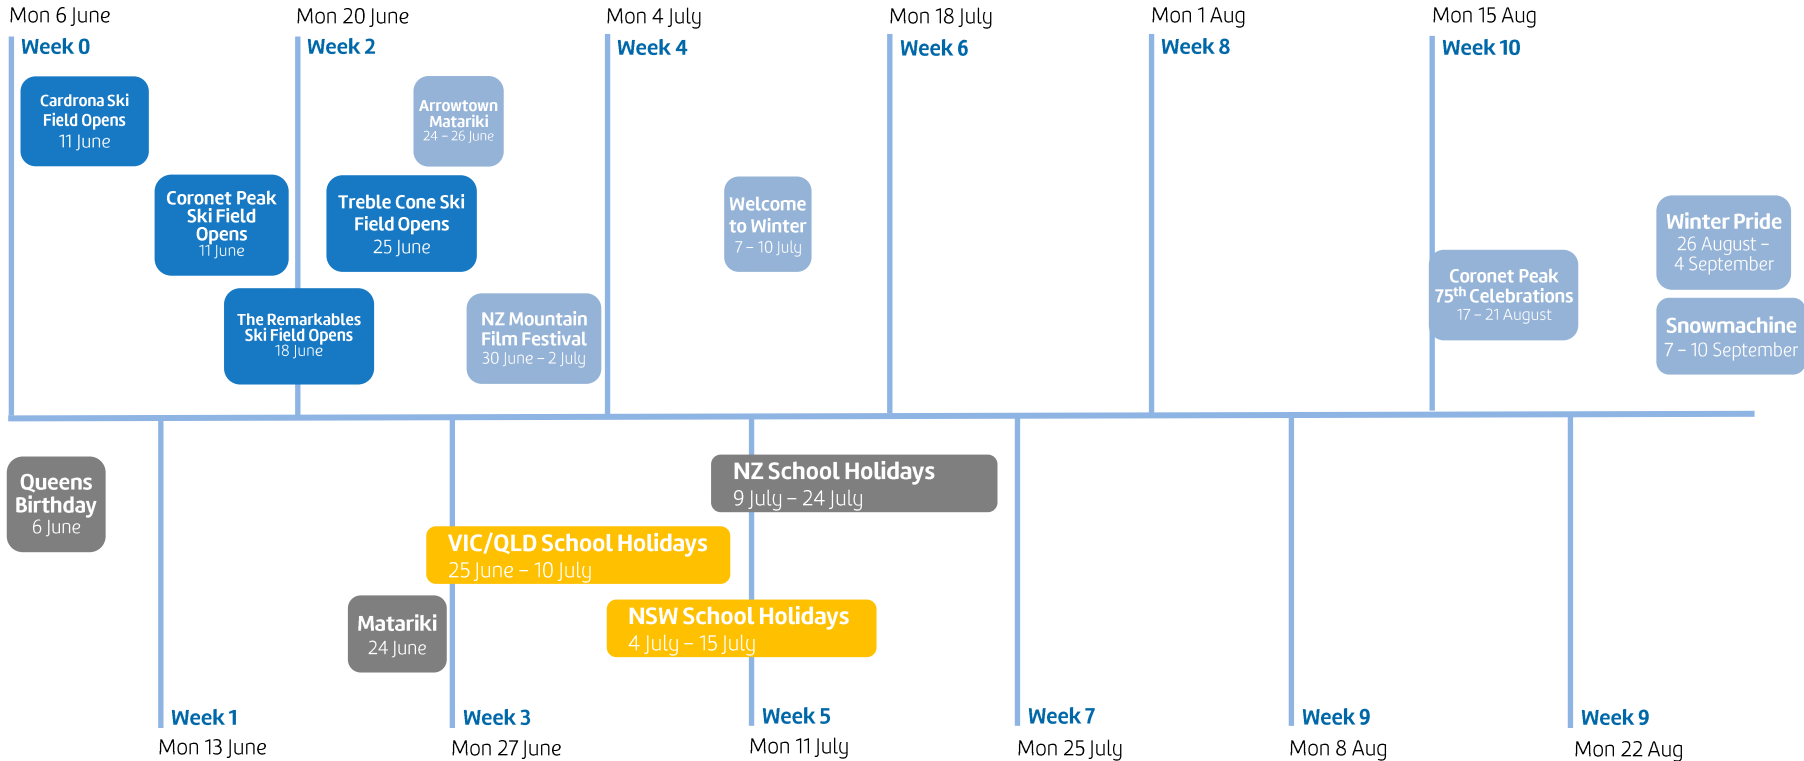 Mon 6 June
Mon 20 June
Mon 4 July
Mon 18 July
Mon 1 Aug
Mon 15 Aug
Week 0
Week 2
Week 4
Week 6
Week 8
Week 10
Cardrona Ski
Field Opens
11 June
Arrowtown
Matariki
24 – 26 June
Coronet Peak
Ski Field
Opens
11 June
Treble Cone Ski
Field Opens
25 June
Welcome
to Winter
7 – 10 July
Winter Pride
26 August –
4 September
Coronet Peak
75th Celebrations
17 – 21 August
The Remarkables
Ski Field Opens
18 June
NZ Mountain
Film Festival
30 June – 2 July
Snowmachine
7 – 10 September
Queens
Birthday
6 June
NZ School Holidays
9 July – 24 July
VIC/QLD School Holidays
25 June – 10 July
Matariki
24 June
NSW School Holidays
4 July – 15 July
Week 1
Week 3
Week 5
Week 7
Week 9
Week 9
Mon 13 June
Mon 27 June
Mon 11 July
Mon 25 July
Mon 8 Aug
Mon 22 Aug